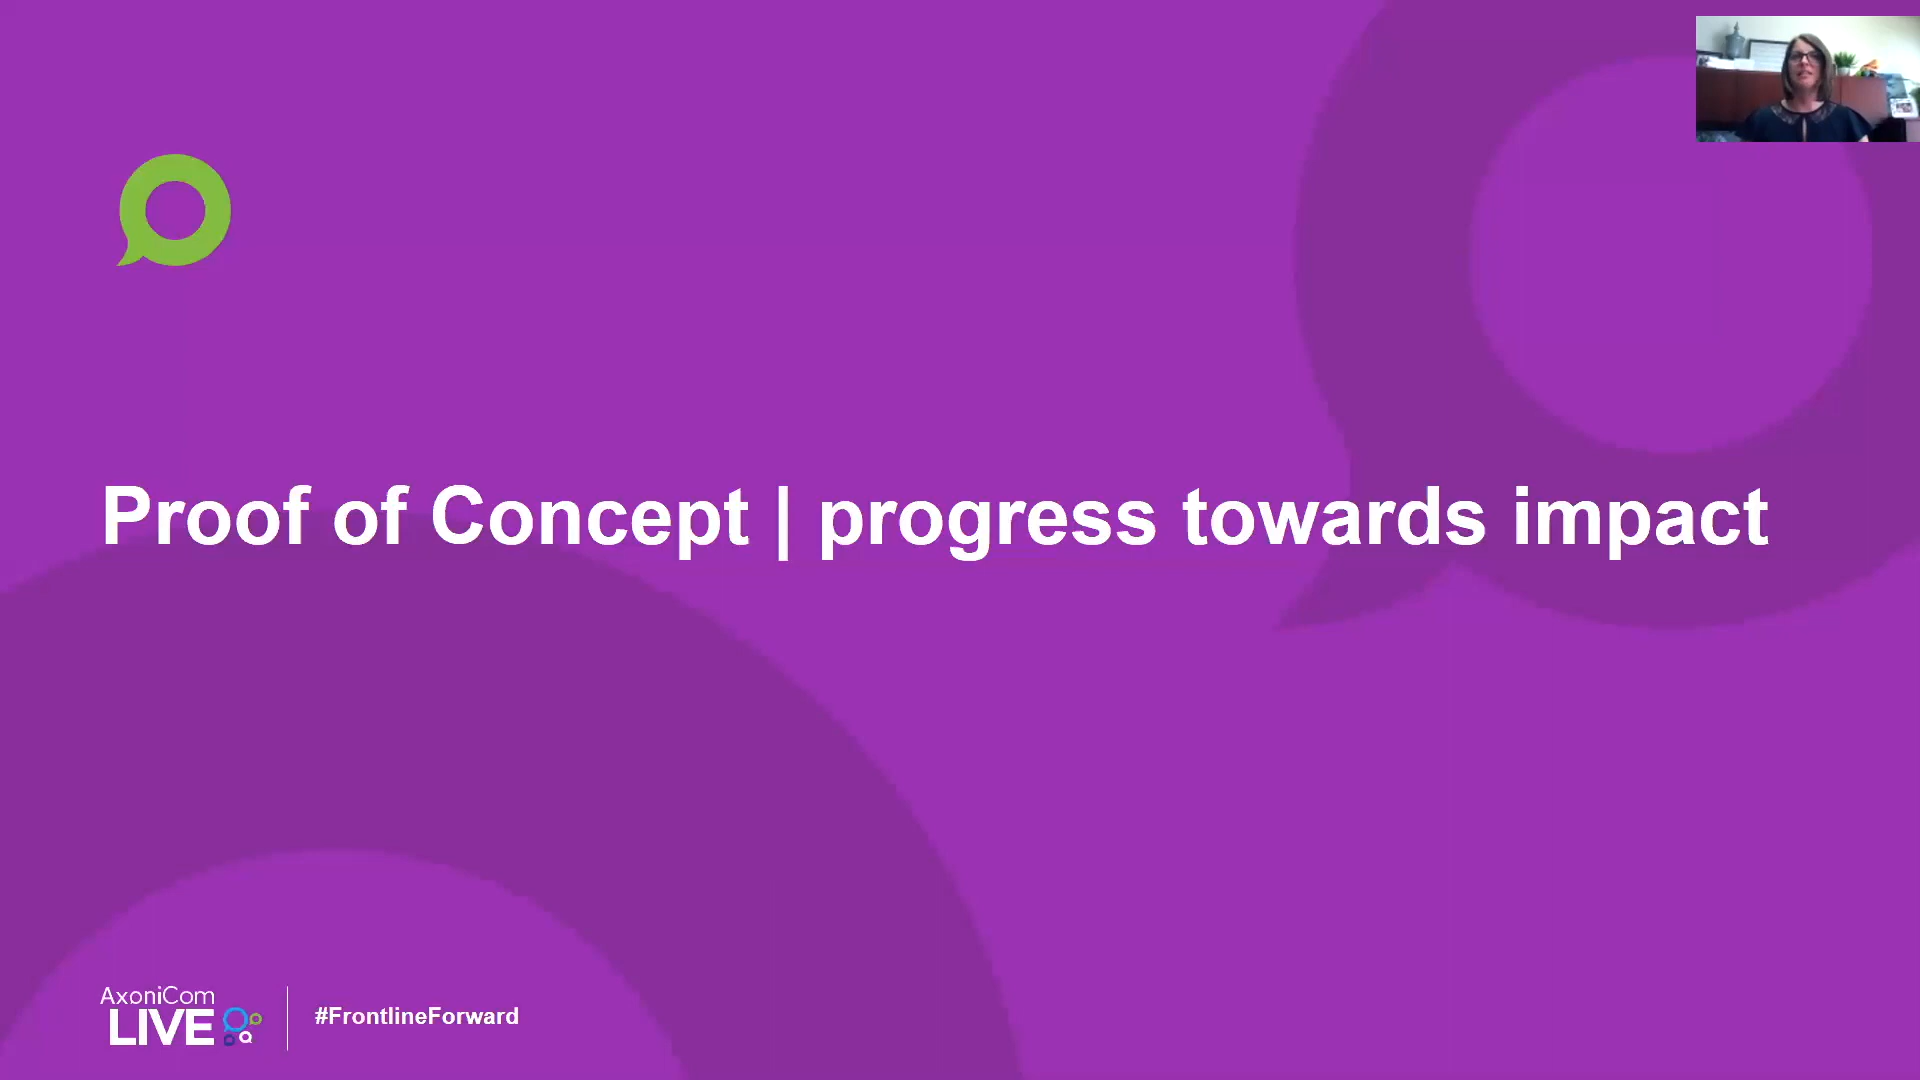 Proof of Concept | progress towards impact
AxoniCom
LIVE
#FrontlineForward